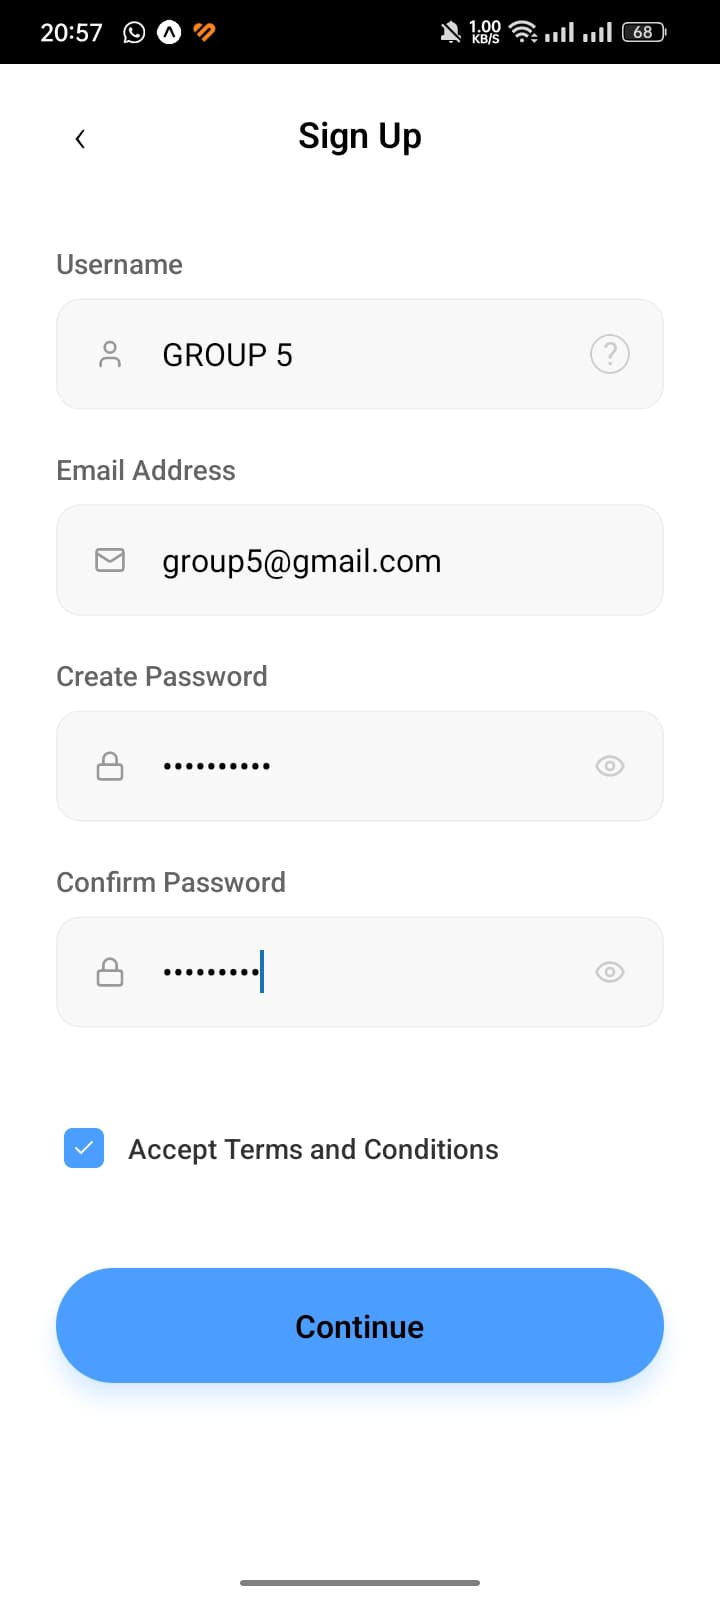 20:57 1.00 KB/S 68
Sign Up
Username
GROUP 5 ?
Email Address
group5@gmail.com
Create Password
••••••••••
Confirm Password
•••••••••
Accept Terms and Conditions
Continue